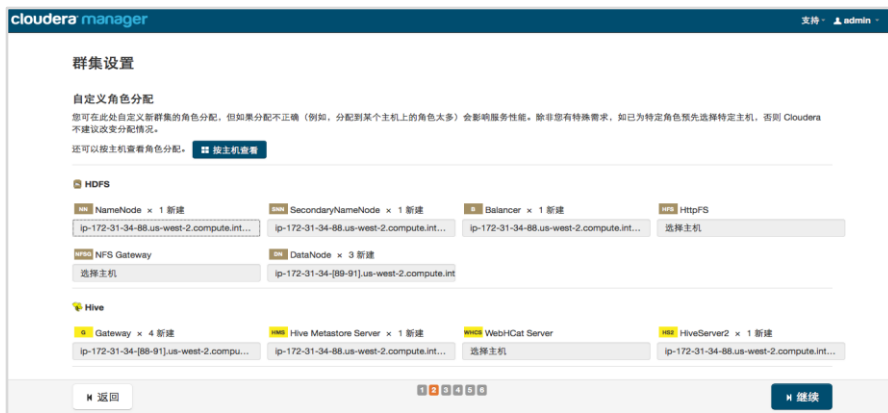 cloudera manager
支持
admin
群集设置
自定义角色分配
您可在此处自定义新群集的角色分配，但如果分配不正确（例如，分配到某个主机上的角色太多）会影响服务性能。除非您有特殊需求，如已为特定角色预先选择特定主机，否则 Cloudera
不建议改变分配情况。
还可以按主机查看角色分配。 按主机查看
HDFS
NN NameNode × 1 新建
SNN SecondaryNameNode × 1 新建
B Balancer × 1 新建
HFS HttpFS
ip-172-31-34-88.us-west-2.compute.int...
ip-172-31-34-88.us-west-2.compute.int...
ip-172-31-34-88.us-west-2.compute.int...
选择主机
NFSG NFS Gateway
DN DataNode × 3 新建
选择主机
ip-172-31-34-[89-91].us-west-2.compute.int
Hive
G Gateway × 4 新建
HMS Hive Metastore Server × 1 新建
WHCS WebHCat Server
HS2 HiveServer2 × 1 新建
ip-172-31-34-[88-91].us-west-2.compu...
ip-172-31-34-88.us-west-2.compute.int...
选择主机
ip-172-31-34-88.us-west-2.compute.int...
返回
1 2 3 4 5 6
继续